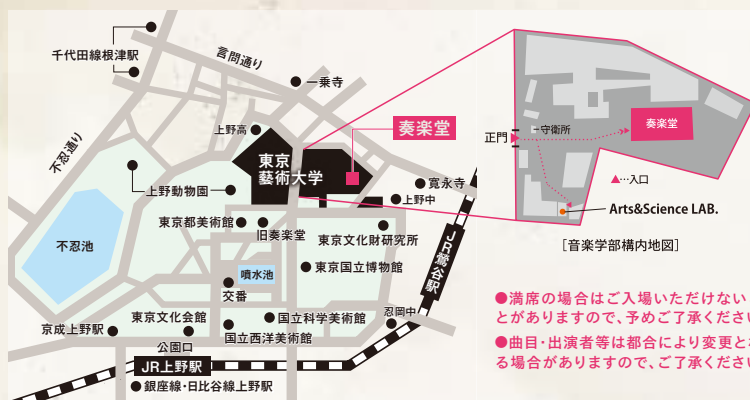 千代田線根津駅
言問通り
一乗寺
不忍通り
上野高
奏楽堂
東京
藝術大学
寛永寺
上野中
上野動物園
東京都美術館
旧奏楽堂
東京文化財研究所
不忍池
噴水池
東京国立博物館
交番
JR鶯谷駅
京成上野駅
東京文化会館
国立科学美術館
国立西洋美術館
忍岡中
公園口
JR上野駅
銀座線・日比谷線上野駅
正門
守衛所
奏楽堂
▲…入口
Arts&Science LAB.
[音楽学部構内地図]
●満席の場合はご入場いただけない
とがありますので、予めご了承くださ
●曲目・出演者等は都合により変更と
る場合がありますので、ご了承くださ